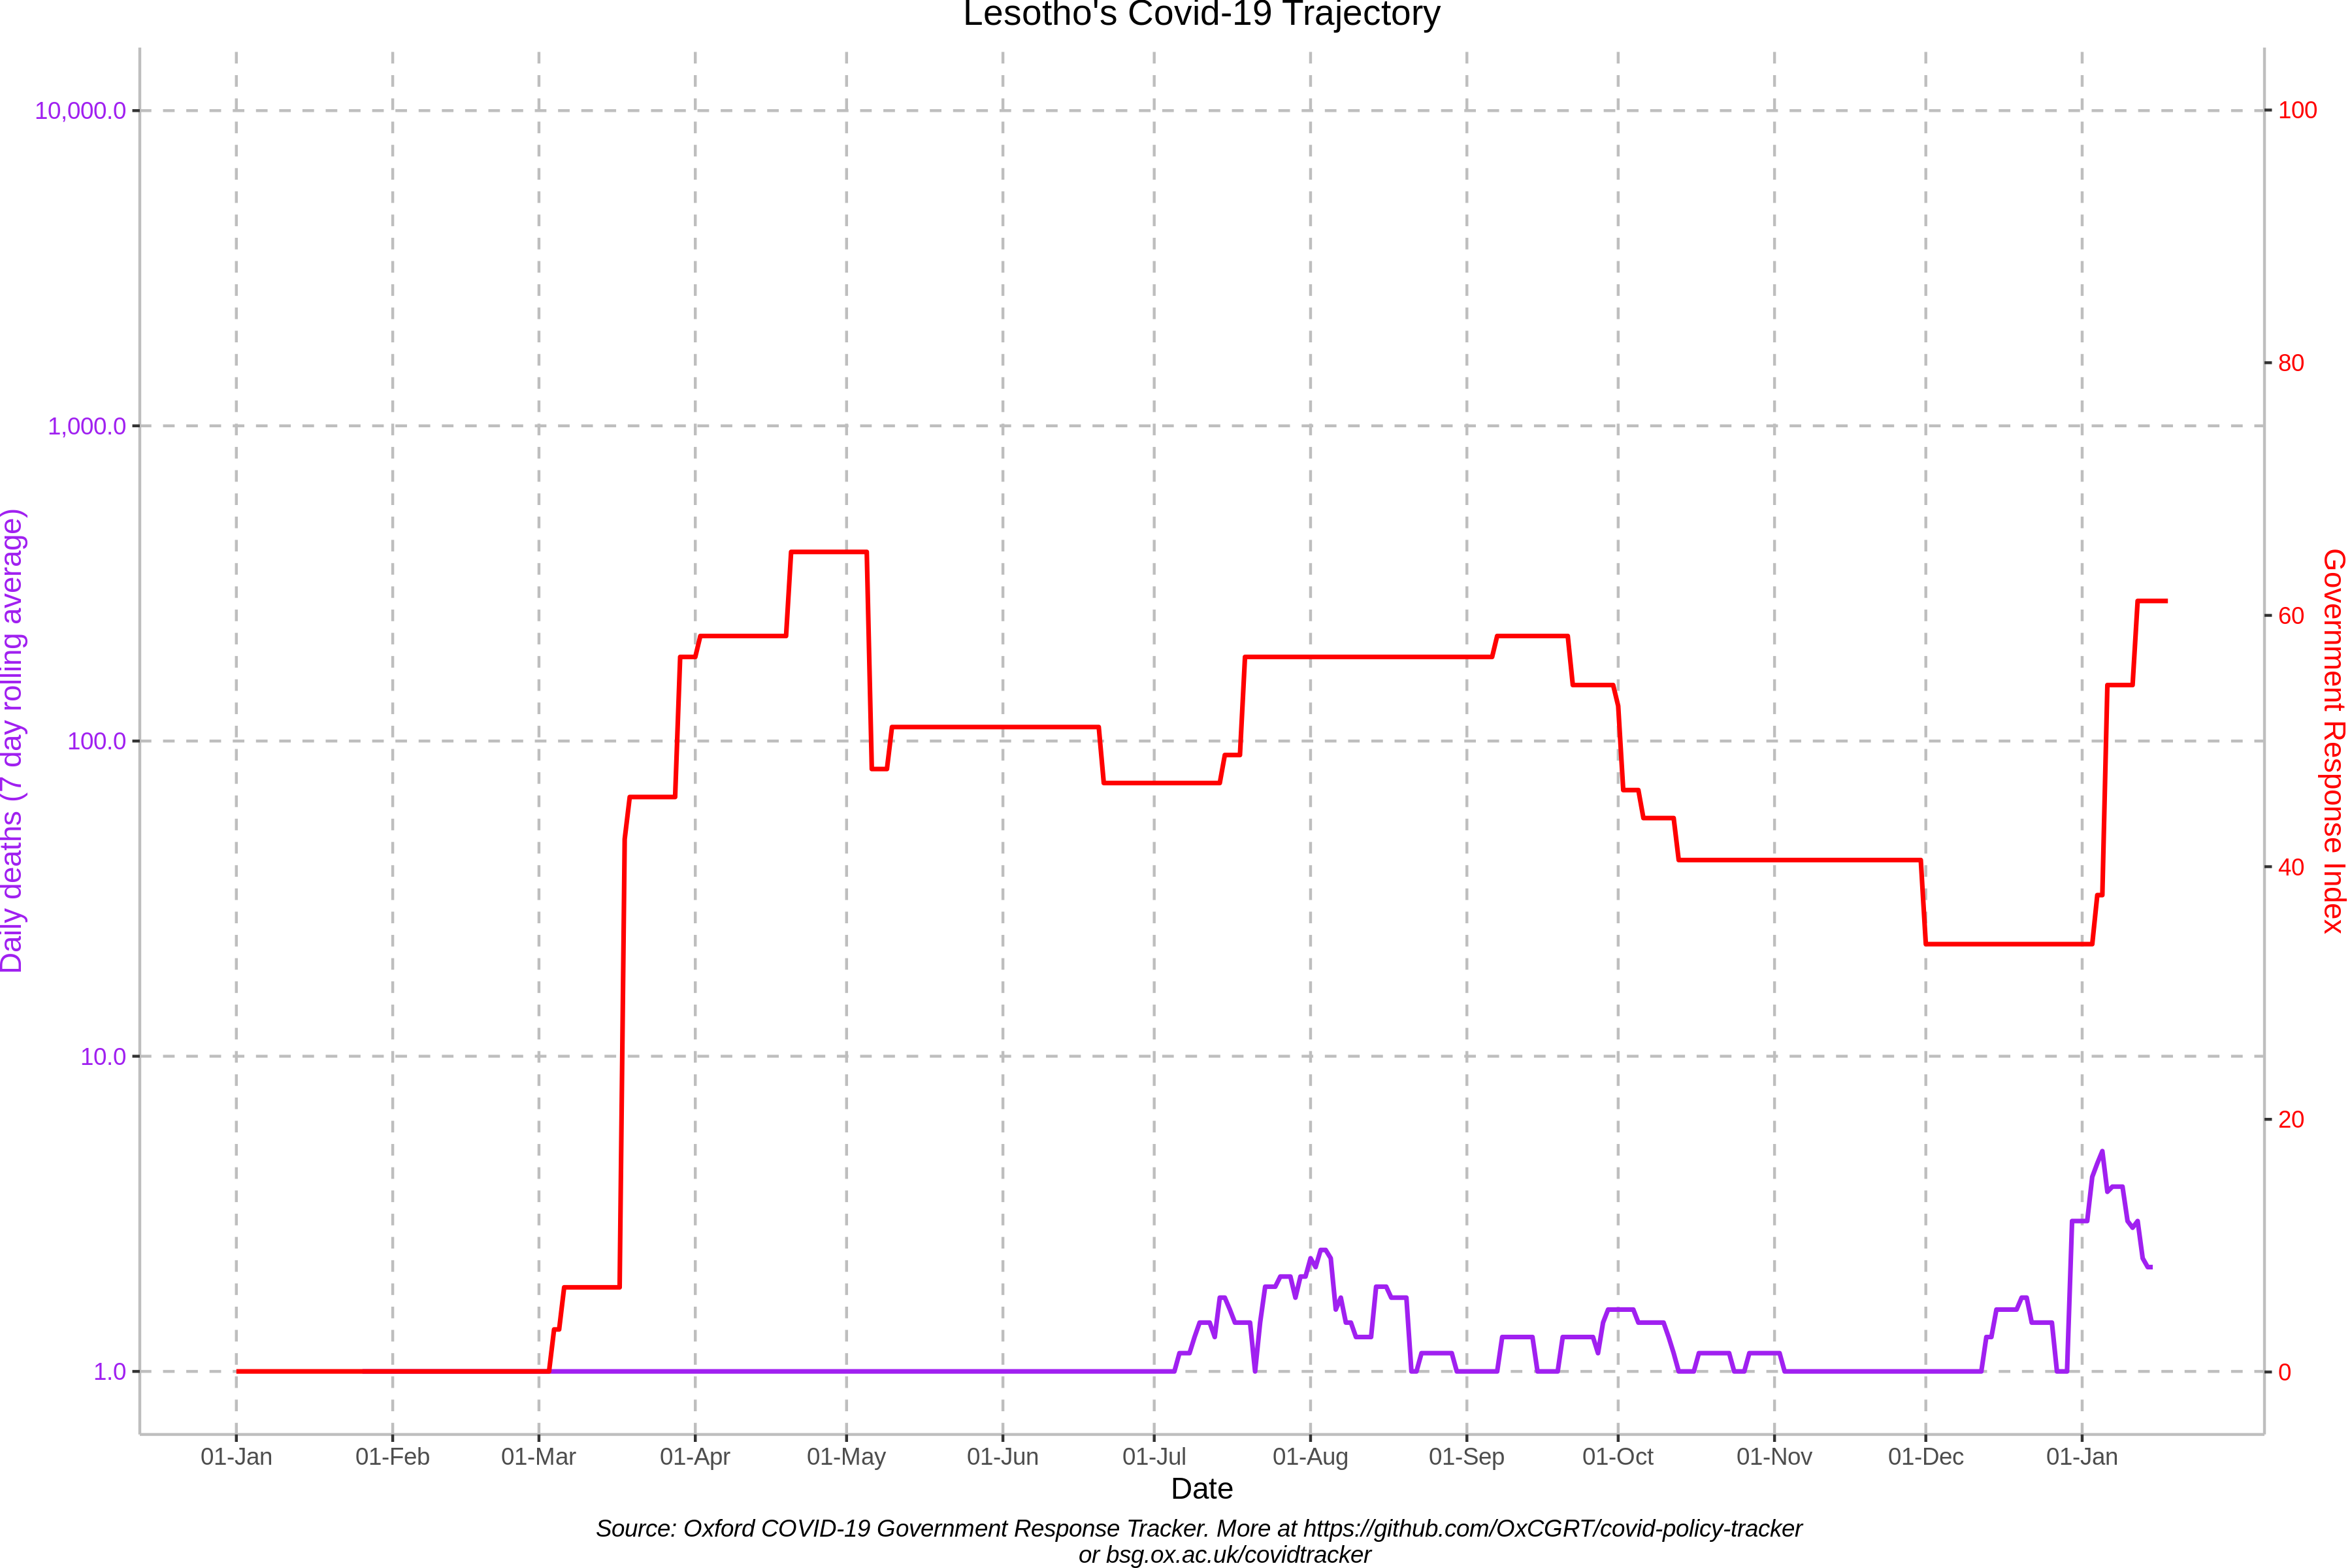 Lesotho's Covid-19 Trajectory
10,000.0
1,000.0
100.0
10.0
1.0
Daily deaths (7 day rolling average)
100
80
60
40
20
0
Government Response Index
01-Jan 01-Feb 01-Mar 01-Apr 01-May 01-Jun 01-Jul 01-Aug 01-Sep 01-Oct 01-Nov 01-Dec 01-Jan
Date
Source: Oxford COVID-19 Government Response Tracker. More at https://github.com/OxCGRT/covid-policy-tracker
or bsg.ox.ac.uk/covidtracker